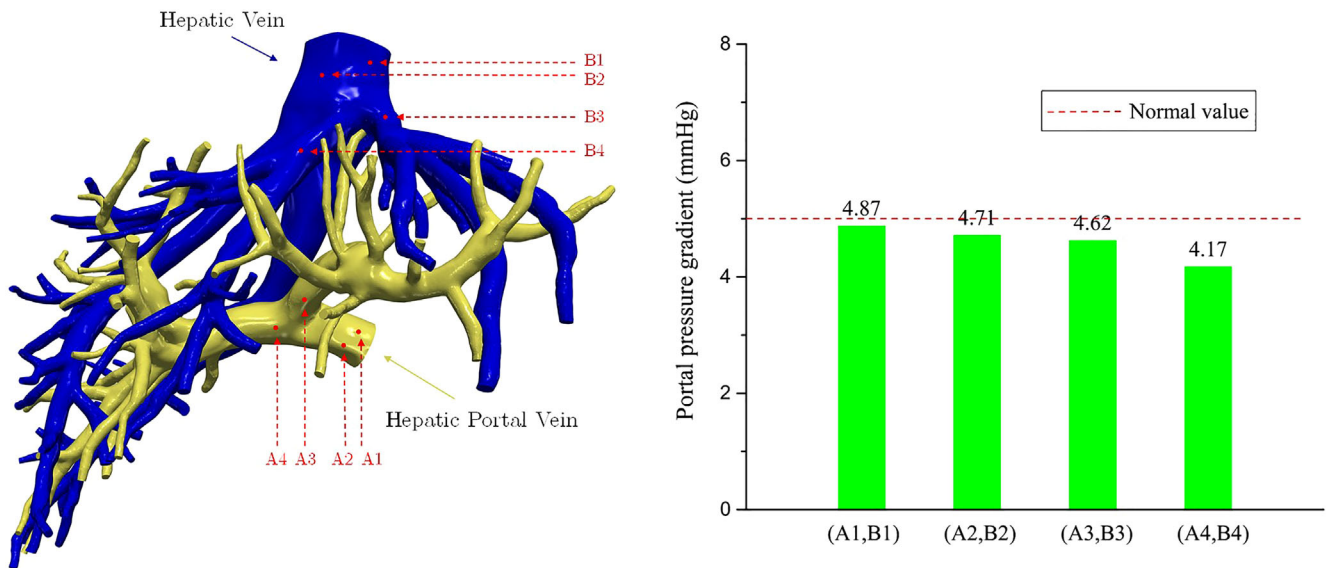 Hepatic Vein
B1
B2
B3
B4
Hepatic Portal Vein
A4 A3 A2 A1
Portal pressure gradient (mmHg)
8
6
4
2
0
Normal value
4.87
4.71
4.62
4.17
(A1,B1) (A2,B2) (A3,B3) (A4,B4)